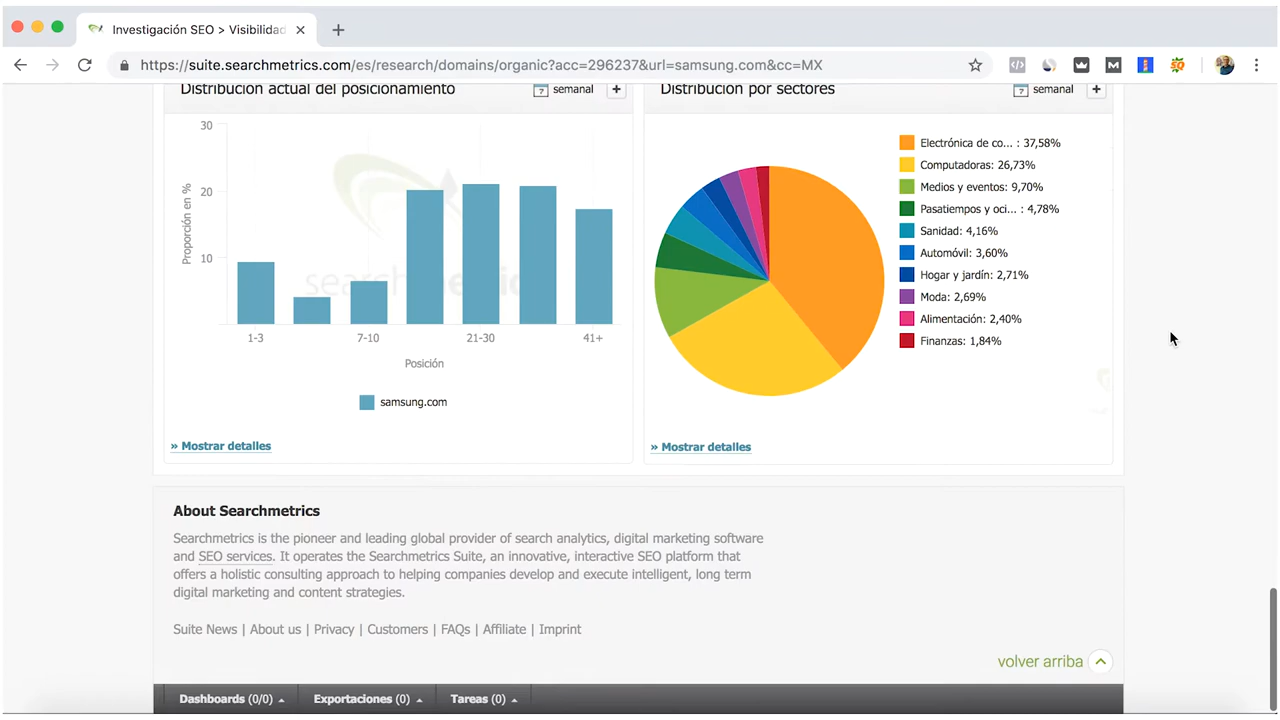 Investigación SEO > Visibilidad
https://suite.searchmetrics.com/es/research/domains/organic?acc=296237&url=samsung.com&cc=MX
Distribución actual del posicionamiento
semanal
30
20
10
Proporción en %
searchmetrics
1-3
7-10
21-30
41+
Posición
samsung.com
» Mostrar detalles
Distribución por sectores
semanal
Electrónica de co... : 37,58%
Computadoras: 26,73%
Medios y eventos: 9,70%
Pasatiempos y oci... : 4,78%
Sanidad: 4,16%
Automóvil: 3,60%
Hogar y jardín: 2,71%
Moda: 2,69%
Alimentación: 2,40%
Finanzas: 1,84%
» Mostrar detalles
About Searchmetrics
Searchmetrics is the pioneer and leading global provider of search analytics, digital marketing software
and SEO services. It operates the Searchmetrics Suite, an innovative, interactive SEO platform that
offers a holistic consulting approach to helping companies develop and execute intelligent, long term
digital marketing and content strategies.
Suite News | About us | Privacy | Customers | FAQs | Affiliate | Imprint
volver arriba
Dashboards (0/0)
Exportaciones (0)
Tareas (0)